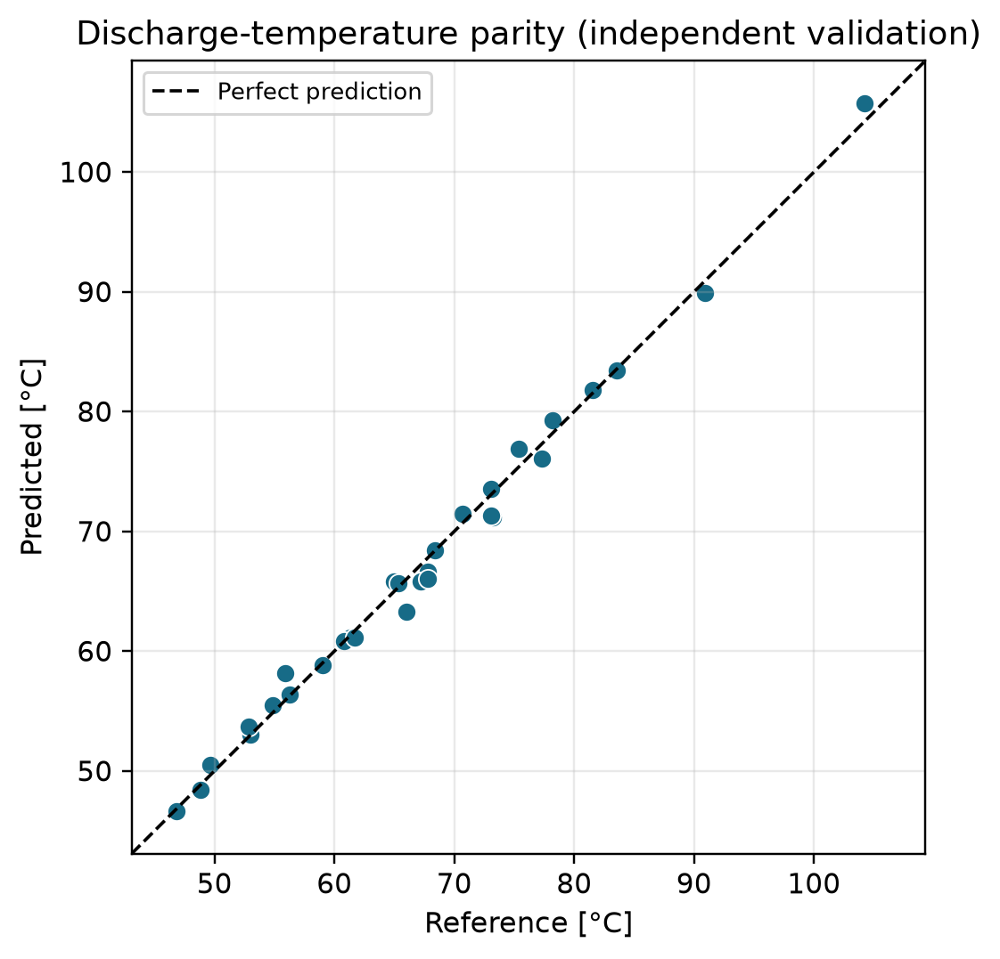 Discharge-temperature parity (independent validation)
Perfect prediction
100
90
80
70
60
50
Predicted [°C]
50 60 70 80 90 100
Reference [°C]